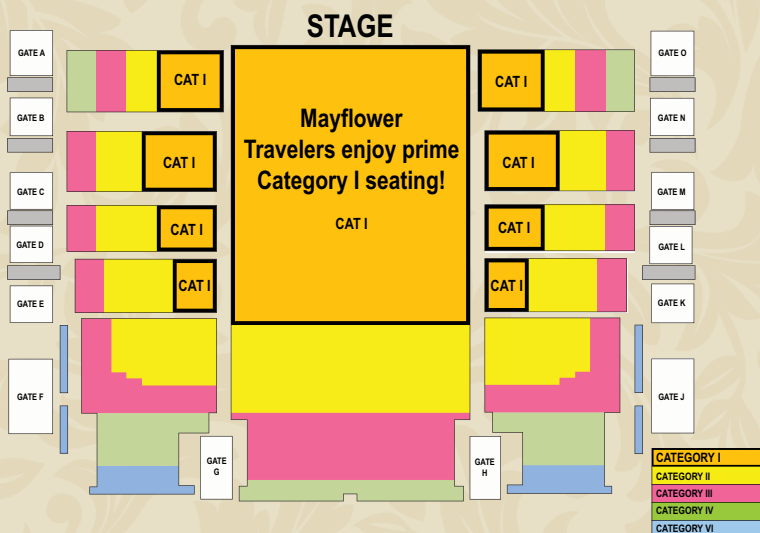 STAGE
GATE A
GATE B
GATE C
GATE D
GATE E
GATE F
CAT I
CAT I
CAT I
CAT I
Mayflower
Travelers enjoy prime
Category I seating!
CAT I
CAT I
CAT I
CAT I
CAT I
GATE O
GATE N
GATE M
GATE L
GATE K
GATE J
GATE
G
GATE
H
CATEGORY I
CATEGORY II
CATEGORY III
CATEGORY IV
CATEGORY VI